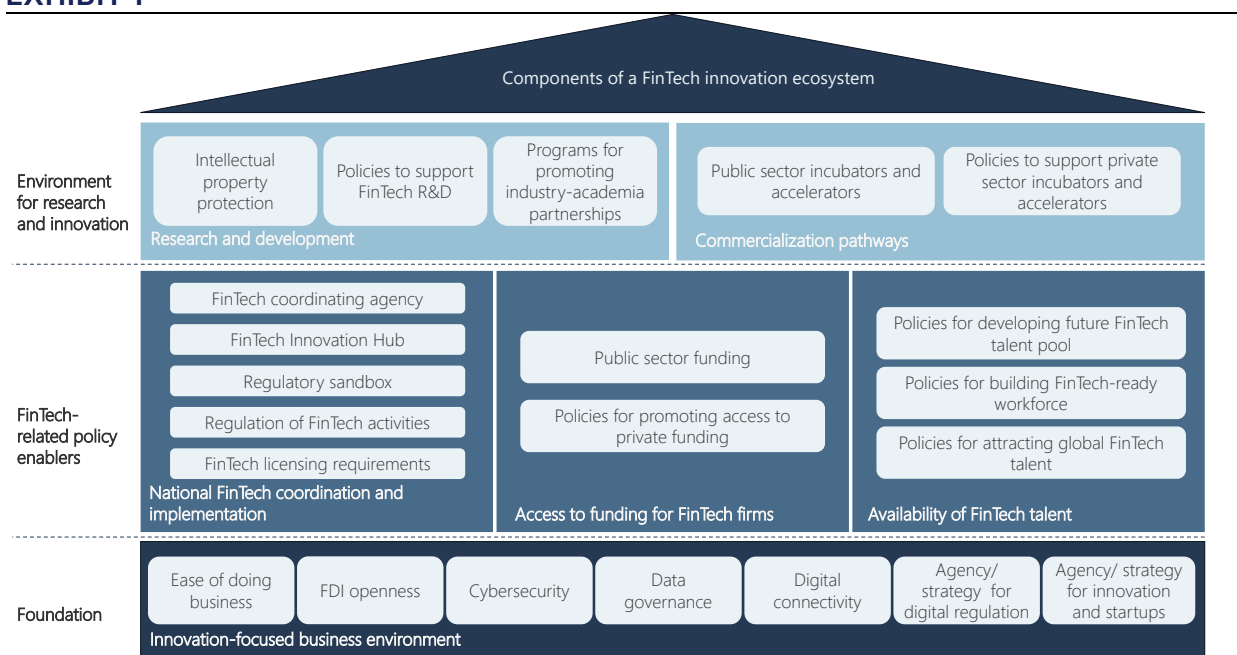 EXHIBIT 1
Components of a FinTech innovation ecosystem
Environment
for research
and innovation
Intellectual
property
protection
Policies to support
FinTech R&D
Programs for
promoting
industry-academia
partnerships
Research and development
Public sector incubators and
accelerators
Policies to support private
sector incubators and
accelerators
Commercialization pathways
FinTech-
related policy
enablers
FinTech coordinating agency
FinTech Innovation Hub
Regulatory sandbox
Regulation of FinTech activities
FinTech licensing requirements
National FinTech coordination and
implementation
Public sector funding
Policies for promoting access to
private funding
Access to funding for FinTech firms
Policies for developing future FinTech
talent pool
Policies for building FinTech-ready
workforce
Policies for attracting global FinTech
talent
Availability of FinTech talent
Foundation
Ease of doing
business
FDI openness
Cybersecurity
Data
governance
Digital
connectivity
Agency/
strategy for
digital regulation
Agency/ strategy
for innovation
and startups
Innovation-focused business environment